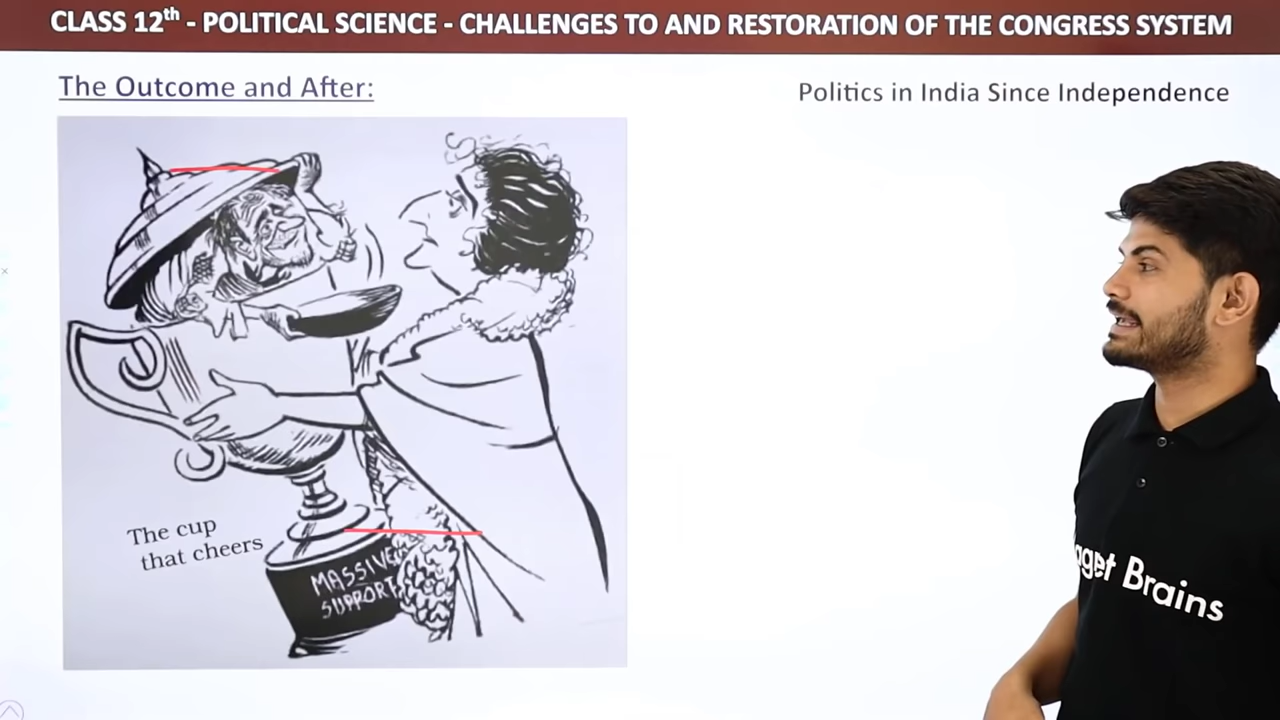 CLASS 12th - POLITICAL SCIENCE - CHALLENGES TO AND RESTORATION OF THE CONGRESS SYSTEM
The Outcome and After:
Politics in India Since Independence
The cup
that cheers
MASSIVE
SUPPORT
Brains